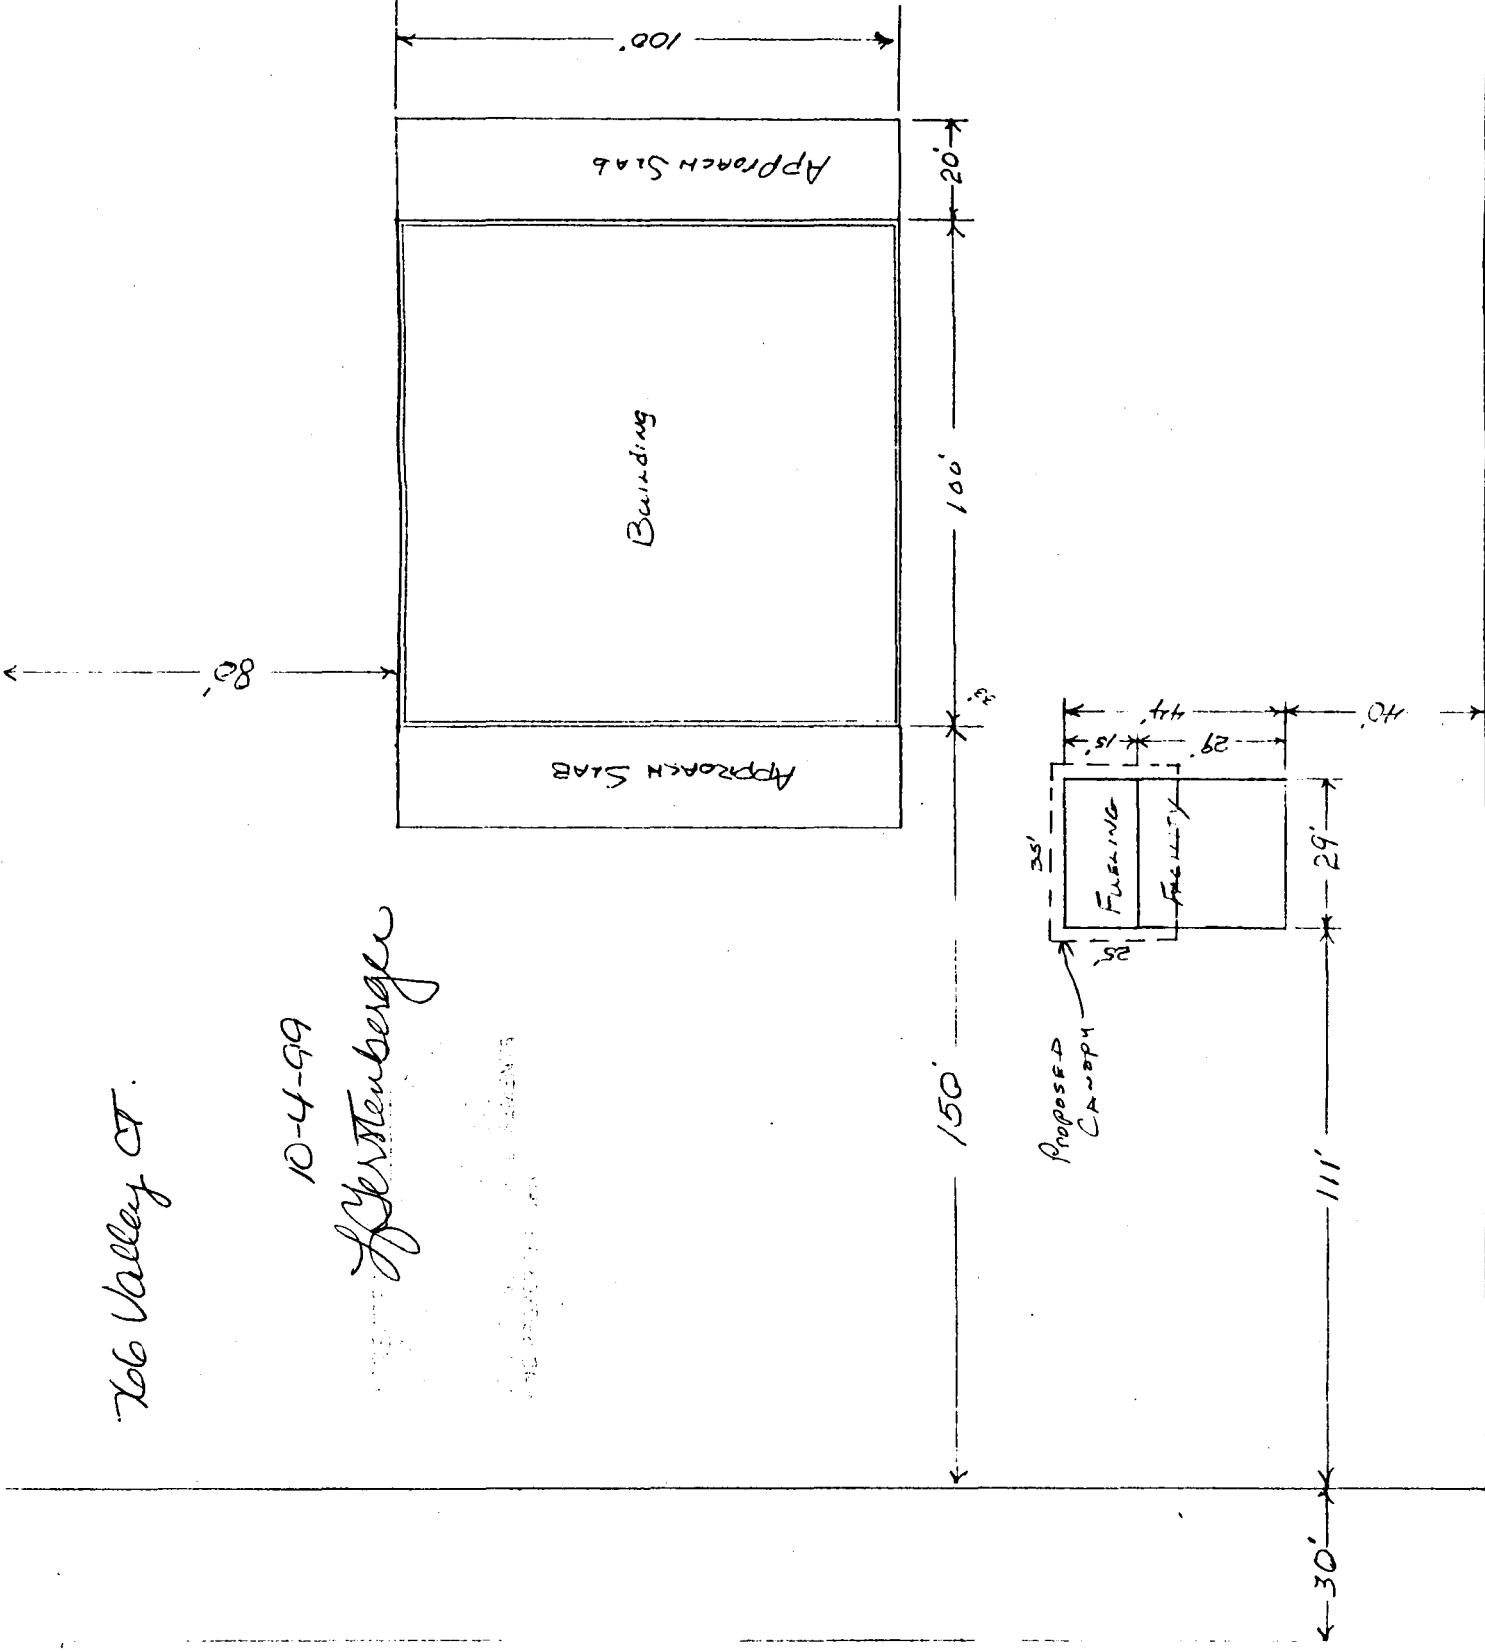 766 Valley CT.
10-4-99
100'
Approach Slab
20'
Building
100'
80'
Approach Slab
150'
35'
25'
Fueling
Facility
15'
29'
44'
40'
29'
Proposed
Canopy
111'
30'